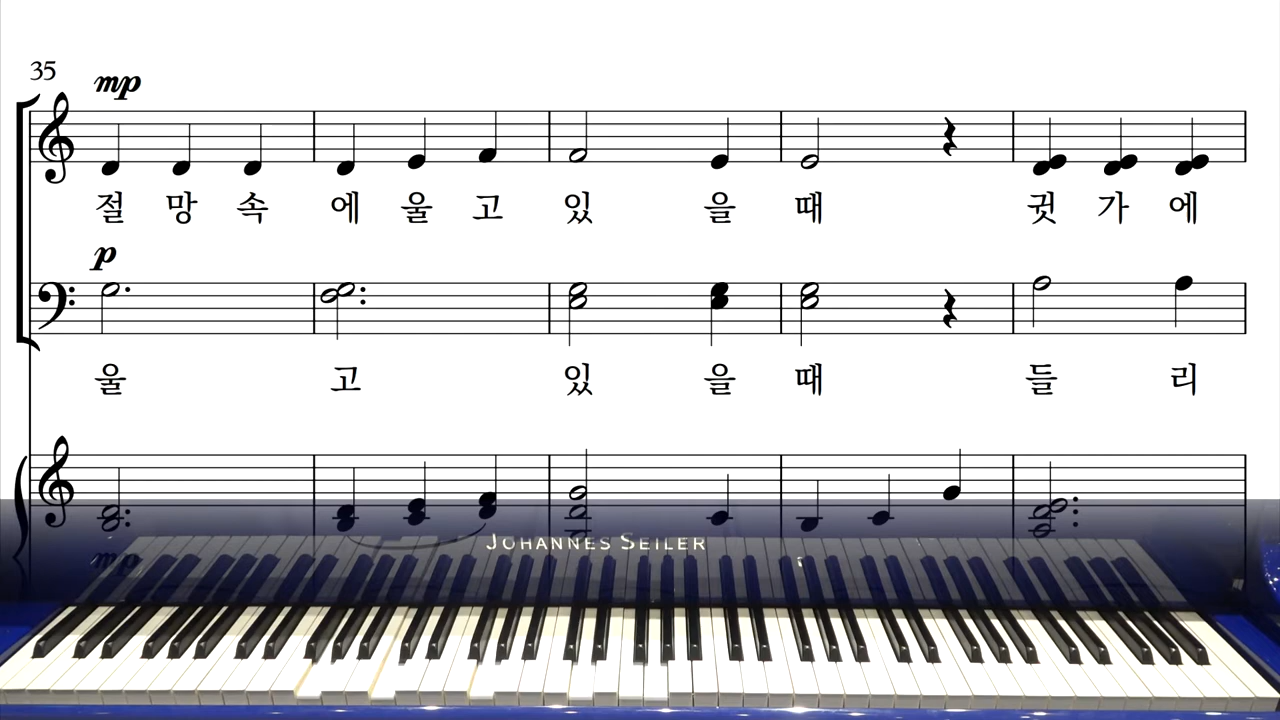 35
mp
절 망 속 에 울 고 있 을 때 귓 가 에
p
울 고 있 을 때 들 리
mp
JOHANNES SEILER